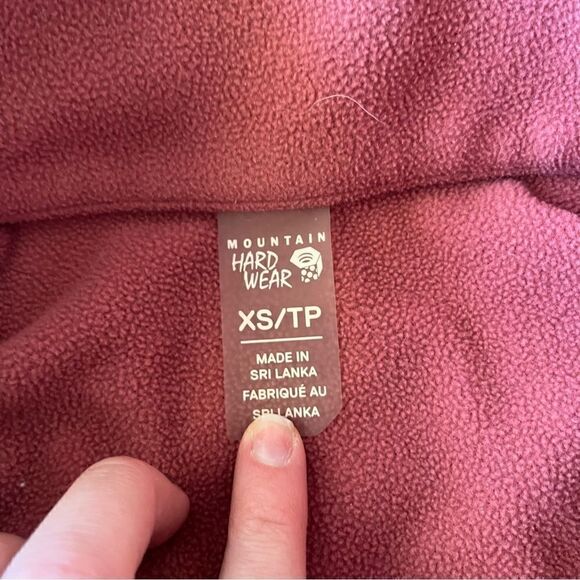 MOUNTAIN
HARD
WEAR
XS/TP
MADE IN
SRI LANKA
FABRIQUÉ AU
SRI LANKA